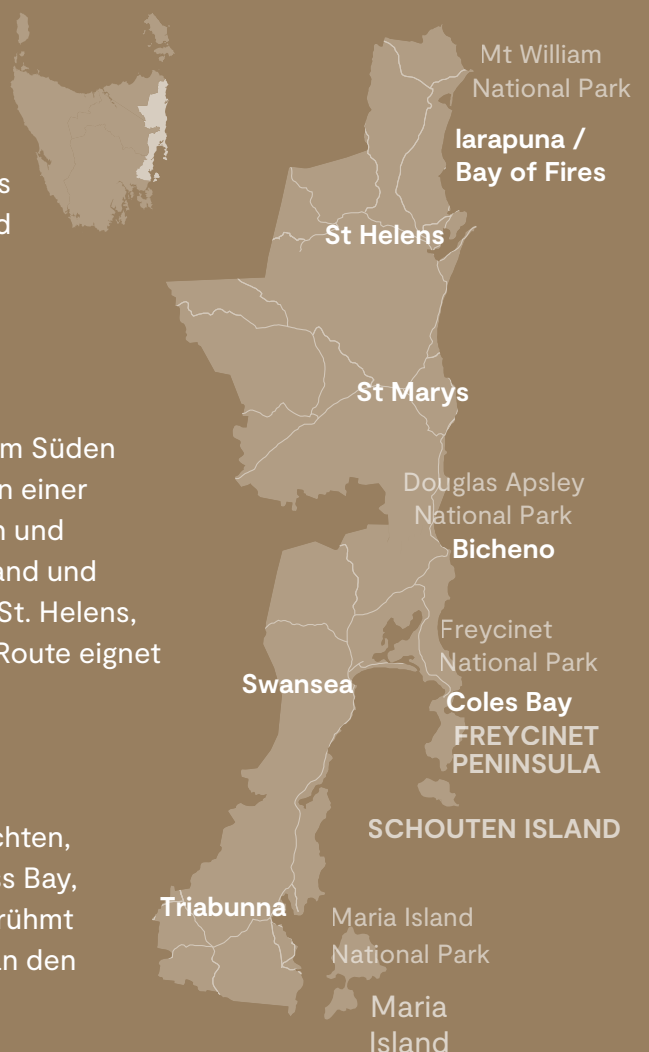 s
d
m Süden
n einer
n und
and und
St. Helens,
Route eignet
chten,
ss Bay,
rühmt
an den
Mt William
National Park
larapuna /
Bay of Fires
St Helens
St Marys
Douglas Apsley
National Park
Bicheno
Freycinet
National Park
Swansea
Coles Bay
FREYCINET
PENINSULA
SCHOUTEN ISLAND
Triabunna
Maria Island
National Park
Maria
Island